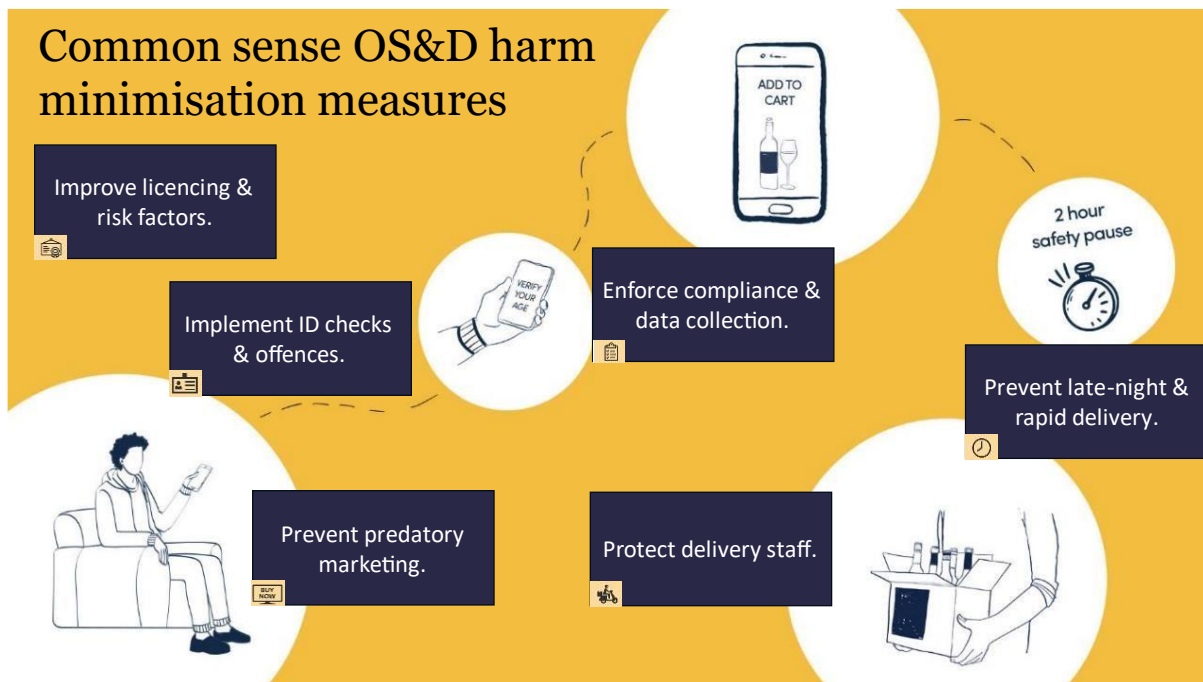 Common sense OS&D harm
minimisation measures
ADD TO
CART
Improve licencing &
risk factors.
2 hour
safety pause
VERIFY
YOUR
AGE
Implement ID checks
& offences.
Enforce compliance &
data collection.
Prevent late-night &
rapid delivery.
Prevent predatory
marketing.
BUY
NOW
Protect delivery staff.